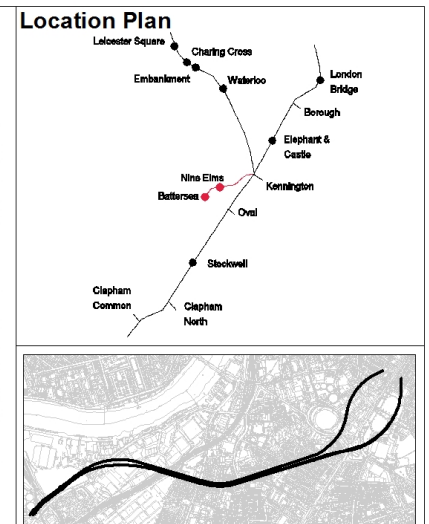 Location Plan
Leicester Square
Charing Cross
Embankment
Waterloo
London
Bridge
Borough
Elephant &
Castle
Nine Elms
Kennington
Battersea
Oval
Stockwell
Clapham
Common
Clapham
North